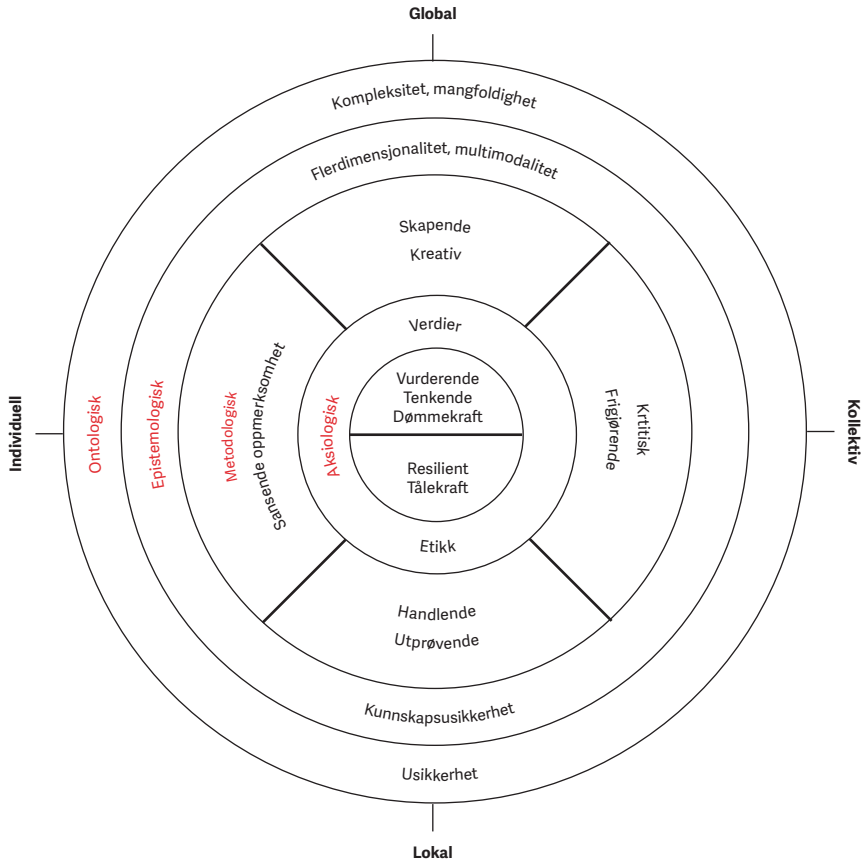 Global
Kompleksitet, mangfoldighet
Flerdimensjonalitet, multimodalitet
Skapende
Kreativ
Verdier
Vurderende
Tenkende
Dømmekraft
Individuell
Ontologisk
Epistemologisk
Metodologisk
Sansende oppmerksomhet
Aksiologisk
Krtitisk
Frigjørende
Kollektiv
Resilient
Tålekraft
Etikk
Handlende
Utprøvende
Kunnskapsusikkerhet
Usikkerhet
Lokal